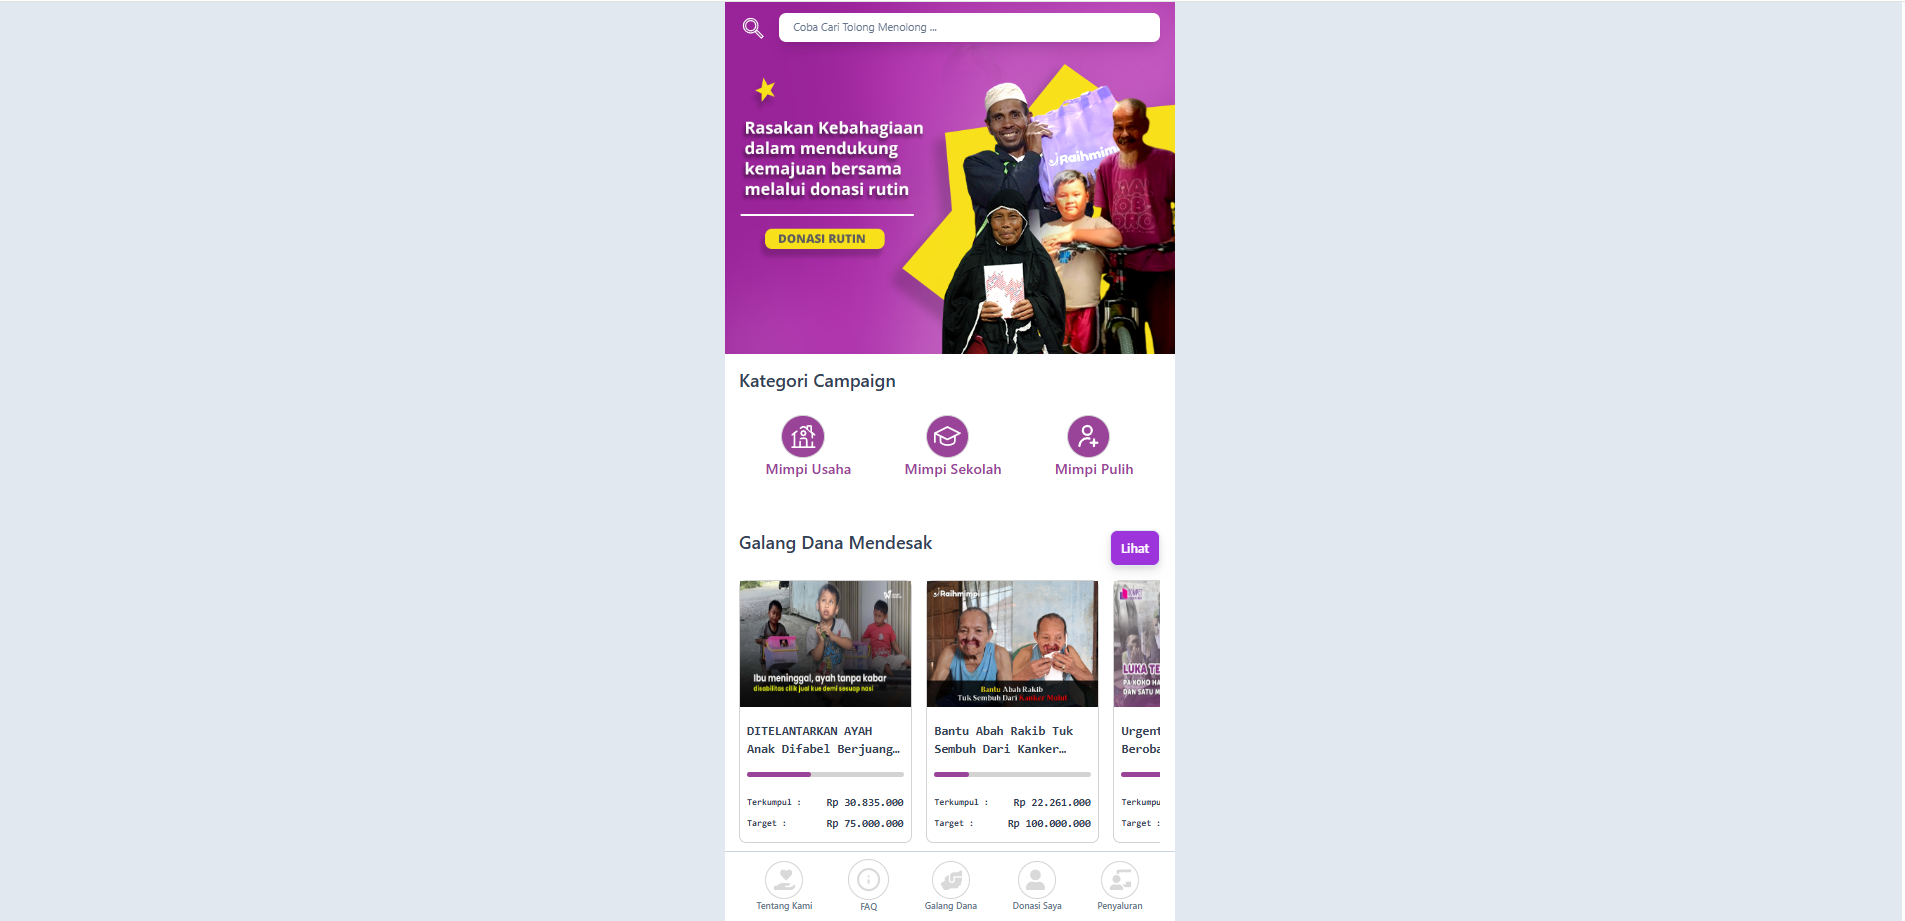 Coba Cari Tolong Menolong ...
Rasakan Kebahagiaan
dalam mendukung
kemajuan bersama
melalui donasi rutin
DONASI RUTIN
Raihmimpi
Kategori Campaign
Mimpi Usaha
Mimpi Sekolah
Mimpi Pulih
Galang Dana Mendesak
Lihat
Ibu meninggal, ayah tanpa kabar
disabilitas cilik jual kue demi sesuap nasi
DITELANTARKAN AYAH
Anak Difabel Berjuang…
Terkumpul : Rp 30.835.000
Target : Rp 75.000.000
Raihmimpi
Bantu Abah Rakib
Tuk Sembuh Dari Kanker Mulut
Bantu Abah Rakib Tuk
Sembuh Dari Kanker…
Terkumpul : Rp 22.261.000
Target : Rp 100.000.000
LUKA TE
PA KOKO HA
DAN SATU M
Urgent
Beroba
Terkumpu
Target :
Tentang Kami
FAQ
Galang Dana
Donasi Saya
Penyaluran